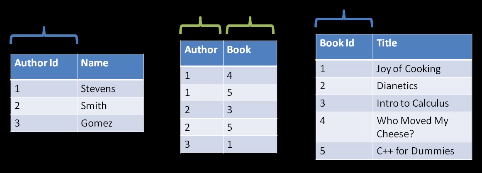 Author Id Name
1 Stevens
2 Smith
3 Gomez
Author Book
1 4
1 5
2 3
2 5
3 1
Book Id Title
1 Joy of Cooking
2 Dianetics
3 Intro to Calculus
4 Who Moved My
Cheese?
5 C++ for Dummies